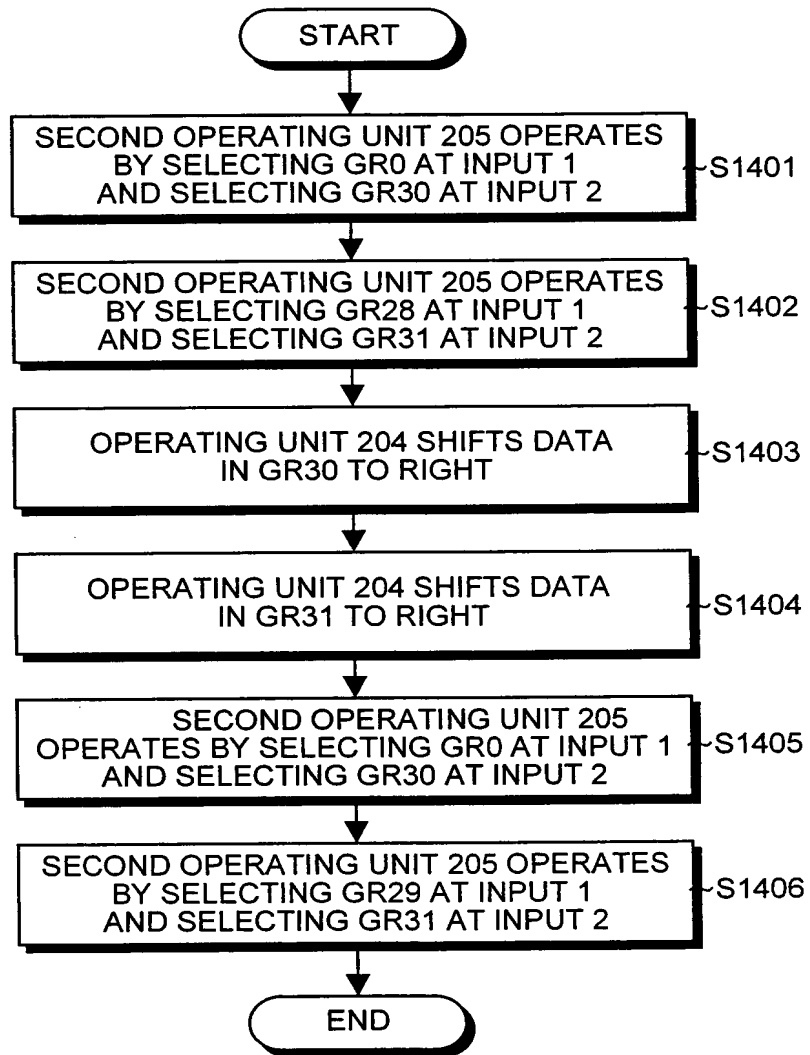 START
SECOND OPERATING UNIT 205 OPERATES
BY SELECTING GR0 AT INPUT 1
AND SELECTING GR30 AT INPUT 2
S1401
SECOND OPERATING UNIT 205 OPERATES
BY SELECTING GR28 AT INPUT 1
AND SELECTING GR31 AT INPUT 2
S1402
OPERATING UNIT 204 SHIFTS DATA
IN GR30 TO RIGHT
S1403
OPERATING UNIT 204 SHIFTS DATA
IN GR31 TO RIGHT
S1404
SECOND OPERATING UNIT 205
OPERATES BY SELECTING GR0 AT INPUT 1
AND SELECTING GR30 AT INPUT 2
S1405
SECOND OPERATING UNIT 205 OPERATES
BY SELECTING GR29 AT INPUT 1
AND SELECTING GR31 AT INPUT 2
S1406
END